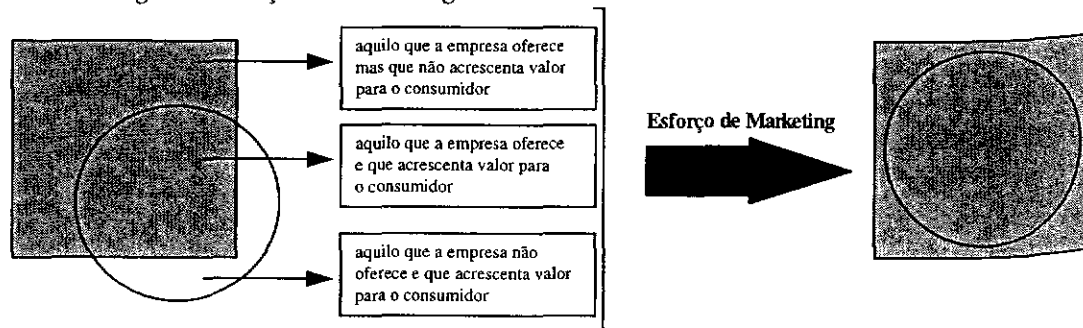 aquilo que a empresa oferece
mas que não acrescenta valor
para o consumidor
aquilo que a empresa oferece
e que acrescenta valor para
o consumidor
aquilo que a empresa não
oferece e que acrescenta valor
para o consumidor
Esforço de Marketing